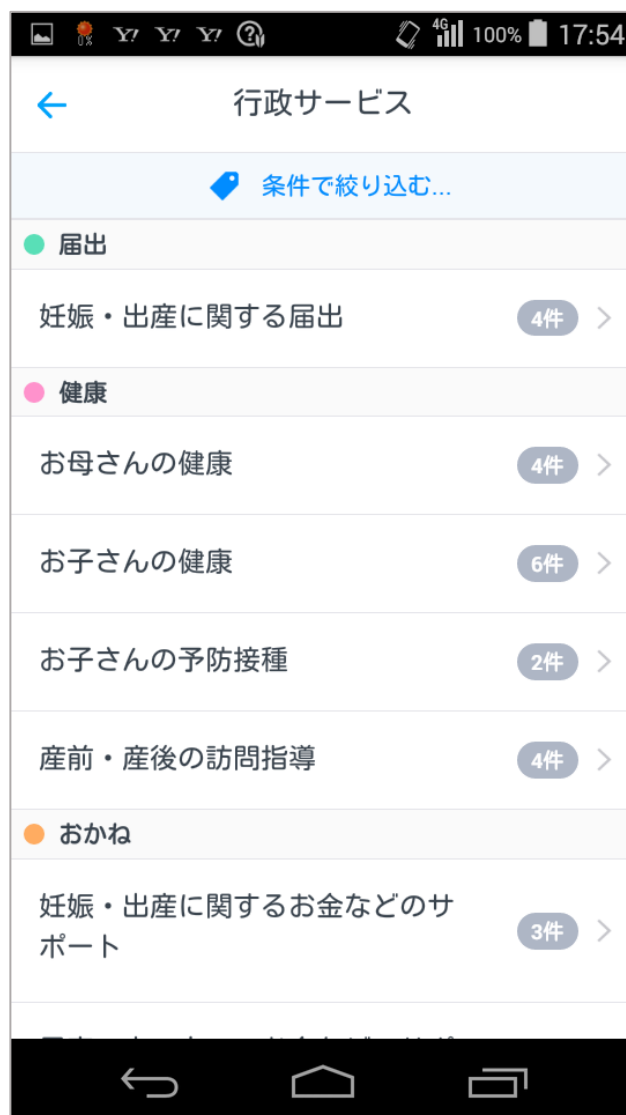 0%
Y! Y! Y!
4G 100% 17:54
行政サービス
条件で絞り込む...
届出
妊娠・出産に関する届出
4件
健康
お母さんの健康
4件
お子さんの健康
6件
お子さんの予防接種
2件
産前・産後の訪問指導
4件
おかね
妊娠・出産に関するお金などのサ
ポート
3件